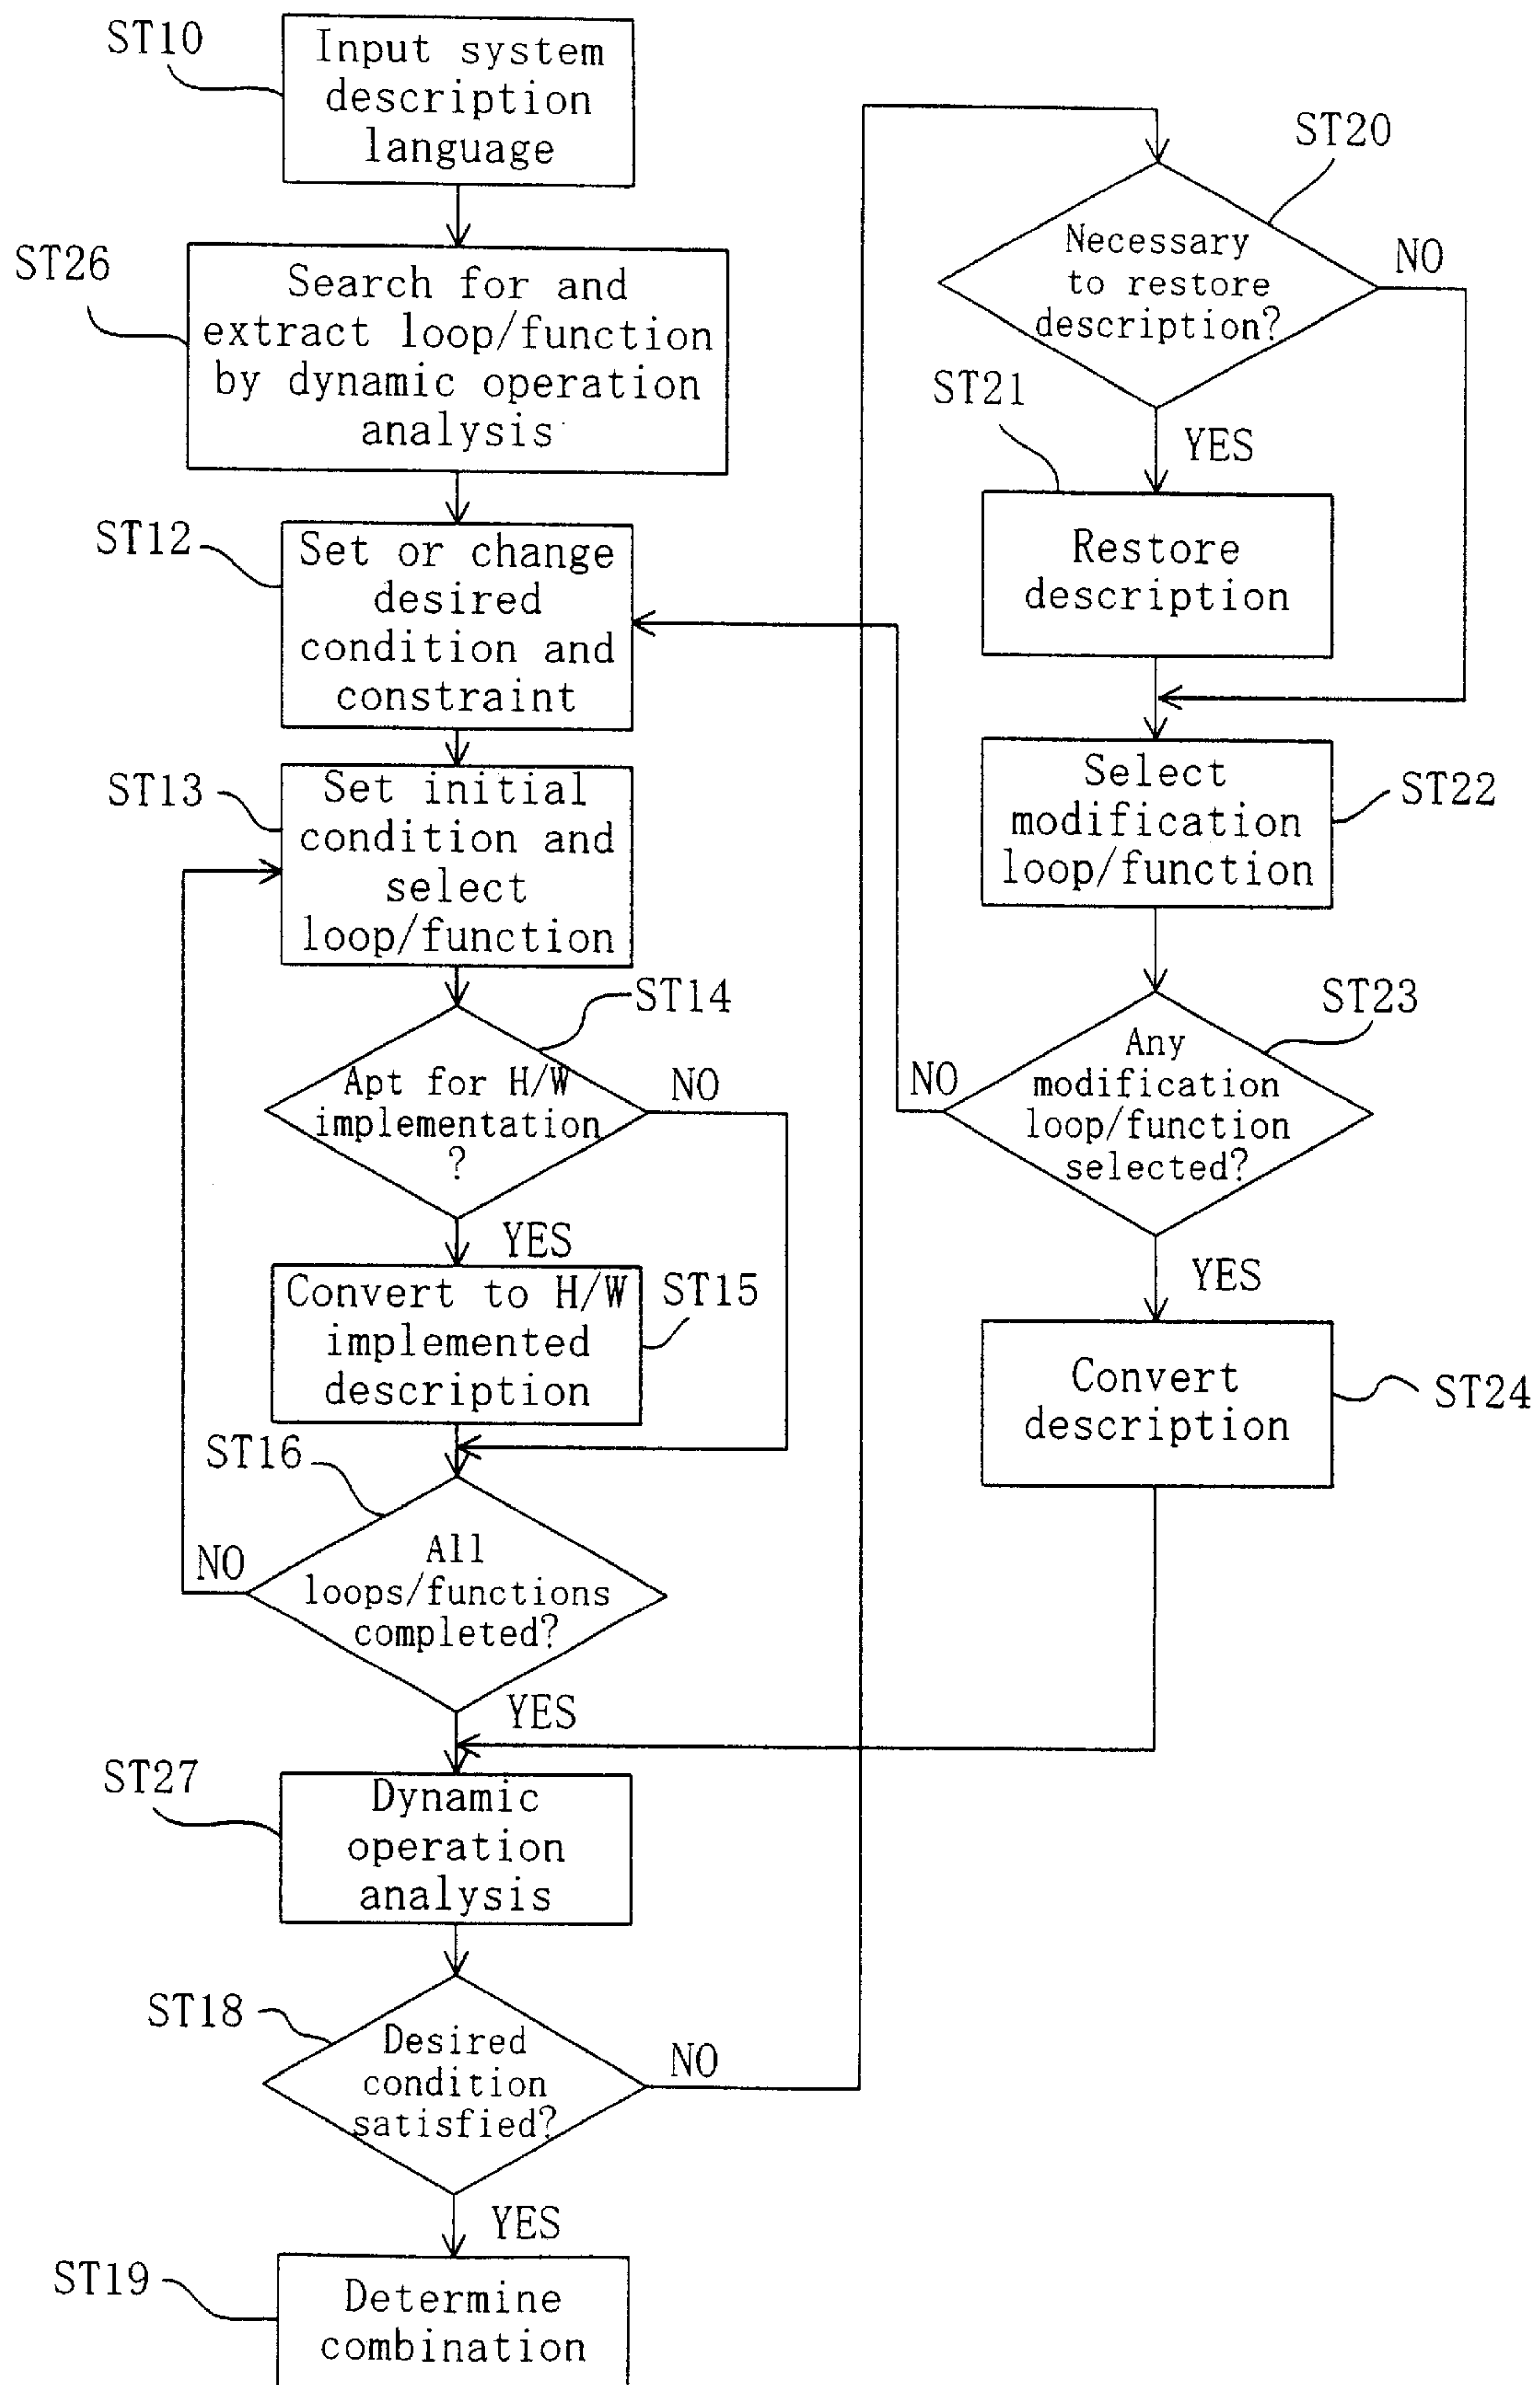 ST10
Input system
description
language
ST26
Search for and
extract loop/function
by dynamic operation
analysis
ST12
Set or change
desired
condition and
constraint
ST13
Set initial
condition and
select
loop/function
ST14
Apt for H/W
implementation
?
NO
YES
Convert to H/W
implemented
description
ST15
ST16
All
loops/functions
completed?
NO
YES
ST27
Dynamic
operation
analysis
ST18
Desired
condition
satisfied?
NO
YES
ST19
Determine
combination
ST20
Necessary
to restore
description?
NO
YES
ST21
Restore
description
Select
modification
loop/function
ST22
ST23
Any
modification
loop/function
selected?
NO
YES
Convert
description
ST24